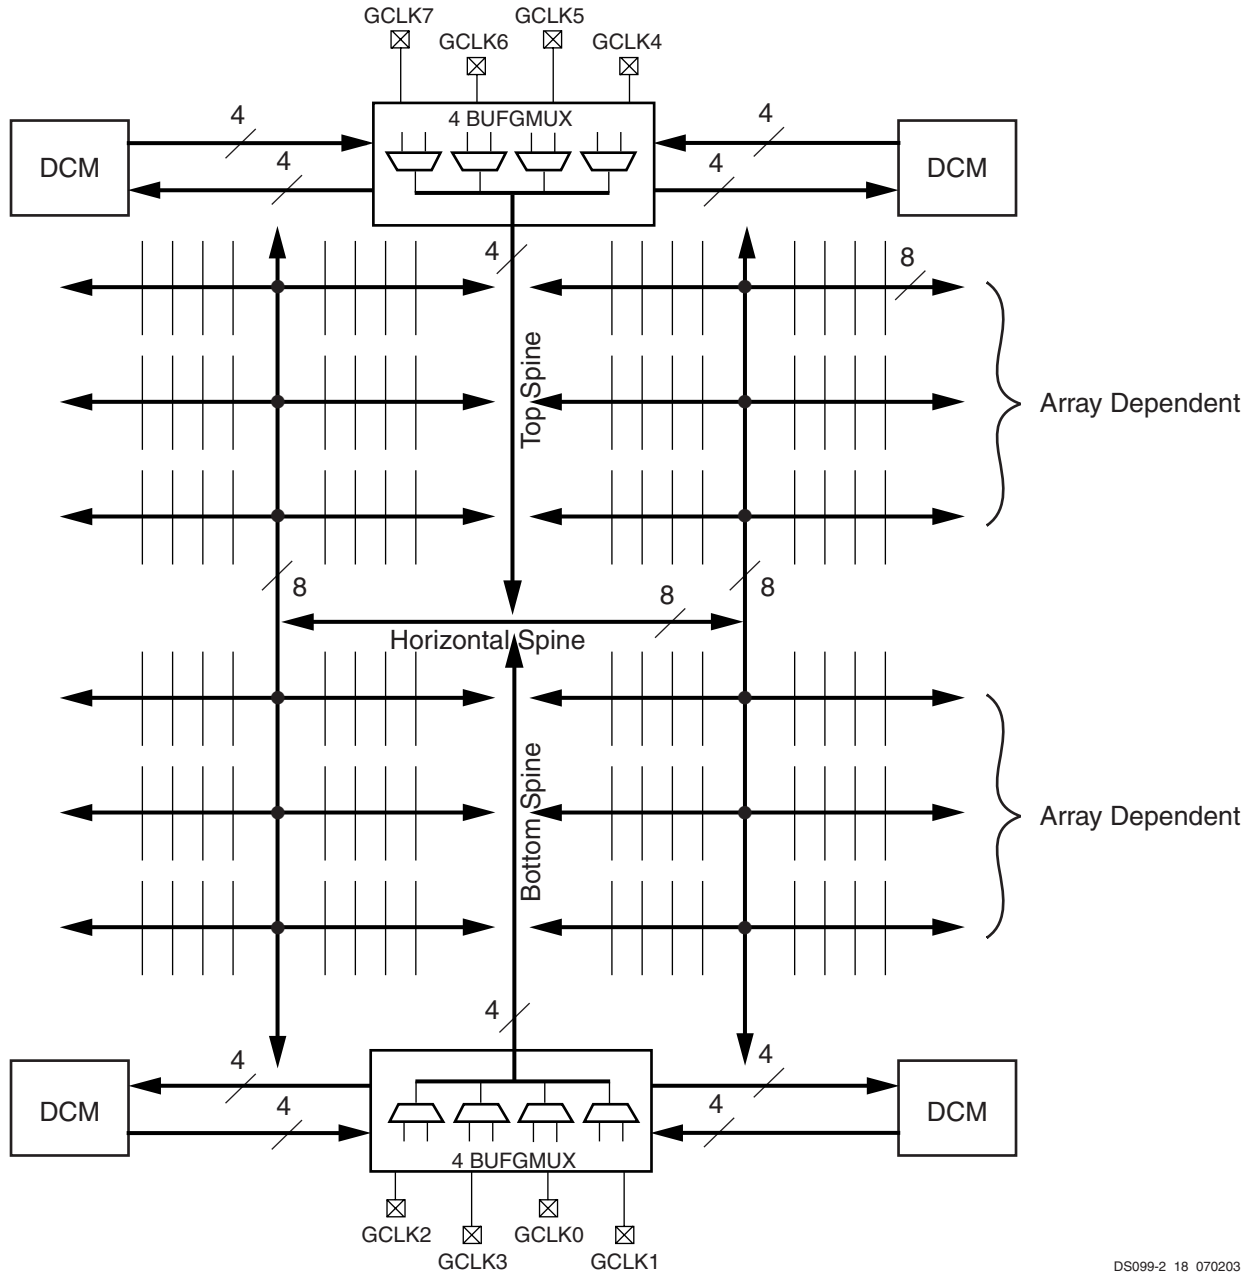 GCLK7
GCLK5
GCLK6
GCLK4
4 BUFGMUX
4
4
DCM
DCM
4
4
4
8
Top Spine
Array Dependent
8
8
8
Horizontal Spine
Bottom Spine
Array Dependent
4
4
4
DCM
DCM
4
4
4 BUFGMUX
GCLK2
GCLK0
GCLK3
GCLK1
DS099-2_18_070203